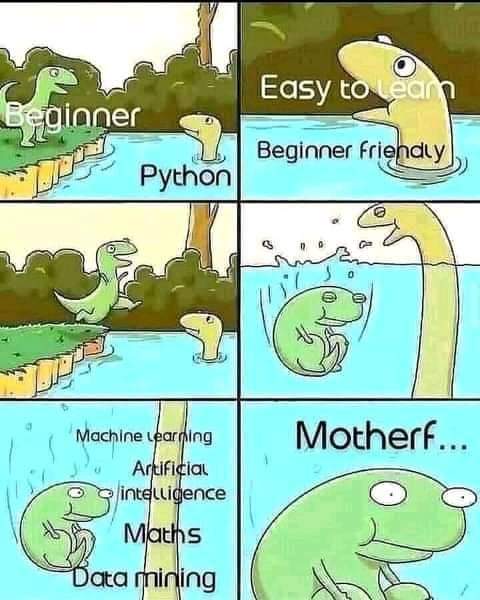 Beginner
Python
Easy to Learn
Beginner friendly
Machine Learning
Artificial
intelligence
Maths
Data mining
Motherf...